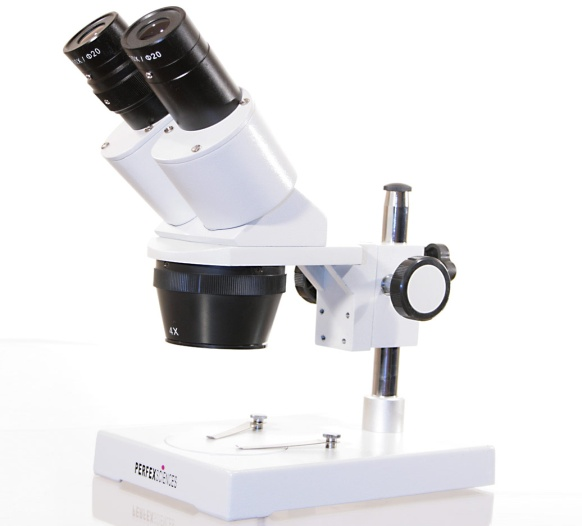 Φ20
X / Φ20
4X
PERFEXSCIENCES